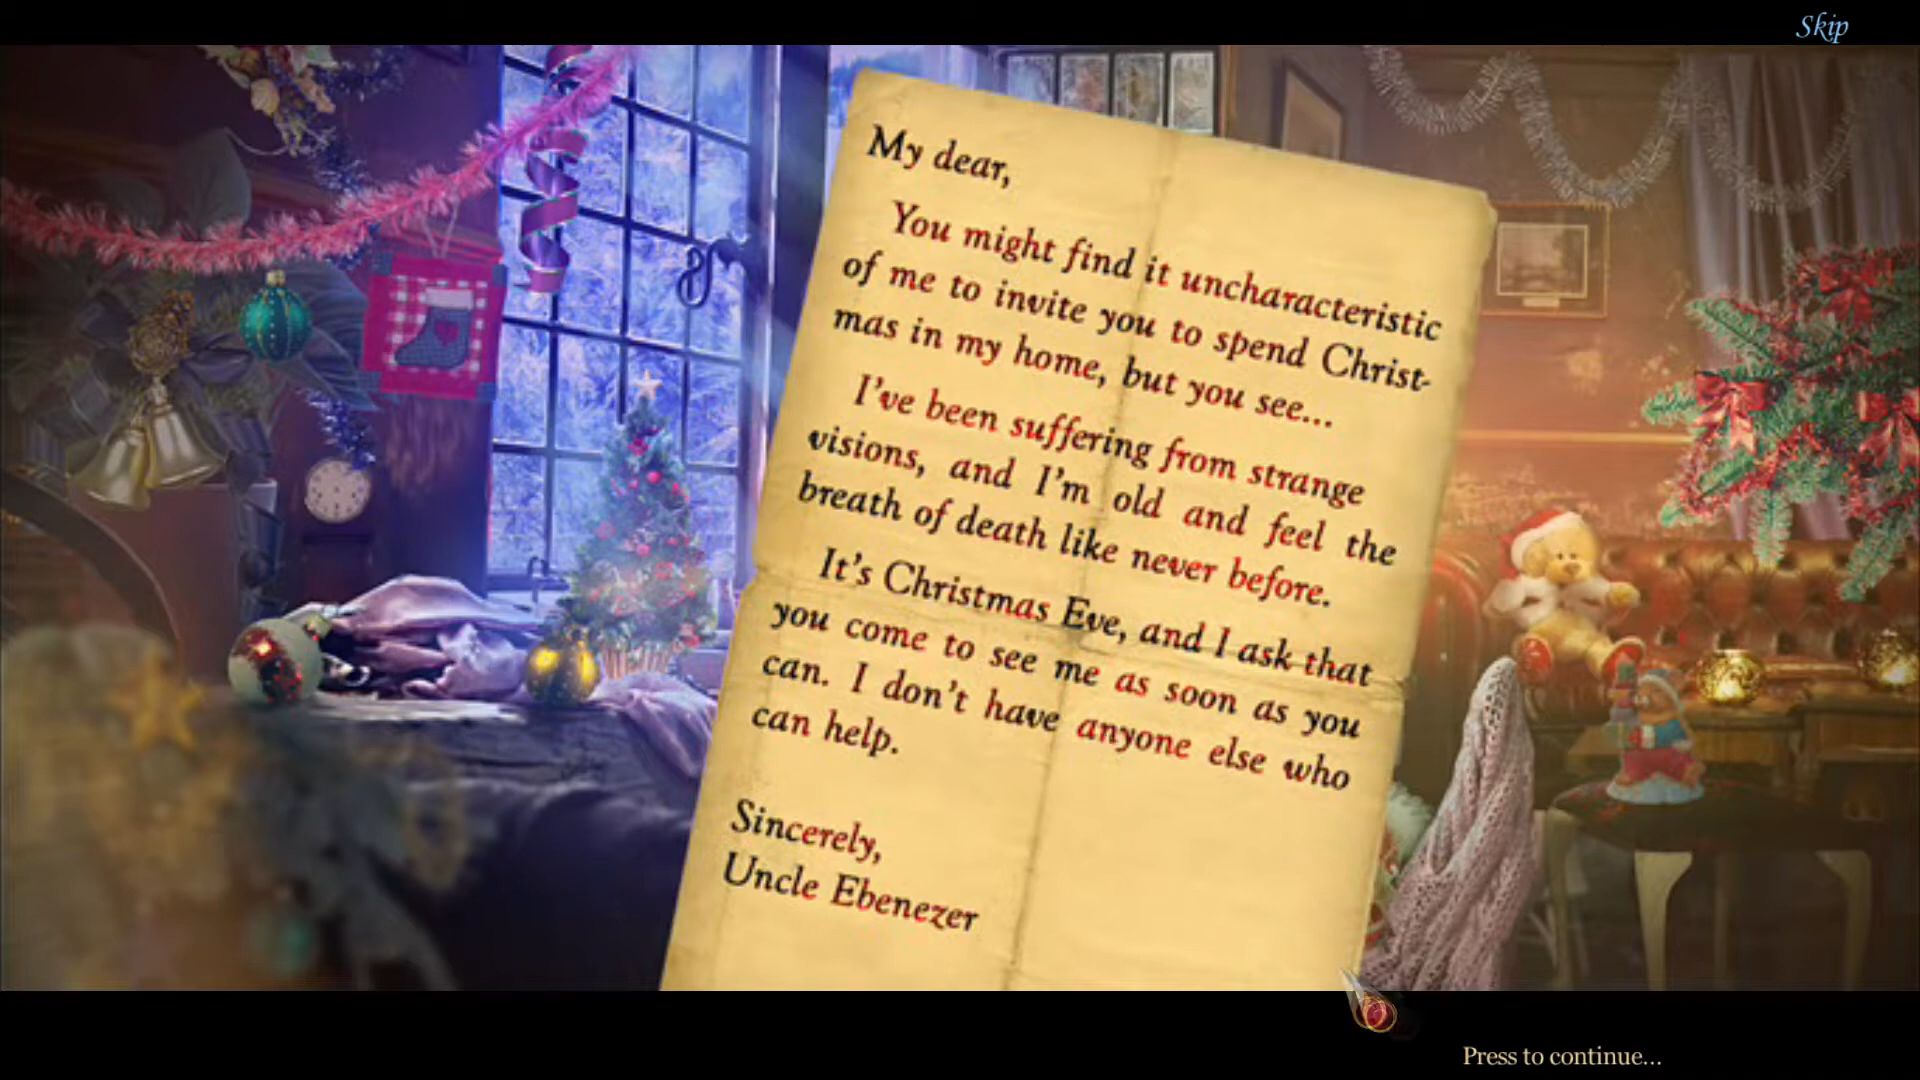 Skip
My dear,
You might find it uncharacteristic
of me to invite you to spend Christ-
mas in my home, but you see...
I've been suffering from strange
visions, and I'm old and feel the
breath of death like never before.
It's Christmas Eve, and I ask that
you come to see me as soon as you
can. I don't have anyone else who
can help.
Sincerely,
Uncle Ebenezer
Press to continue...